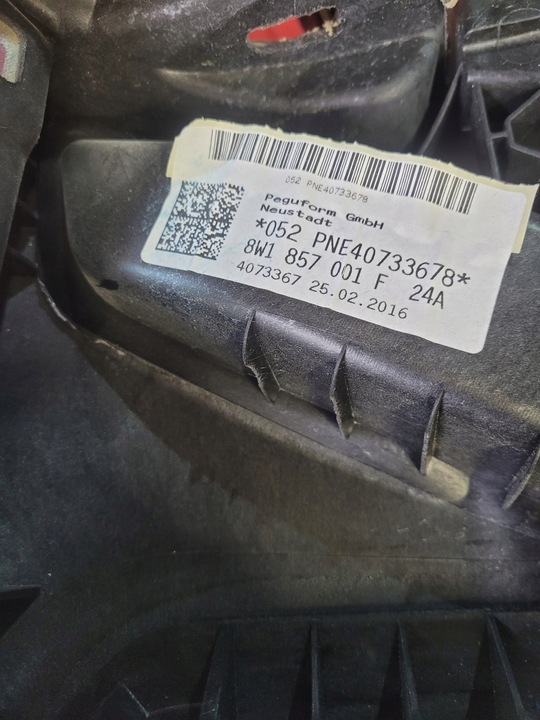 052 PNE40733678
Peguform GmbH
Neustadt
*052 PNE40733678*
8W1 857 001 F 24A
4073367 25.02.2016